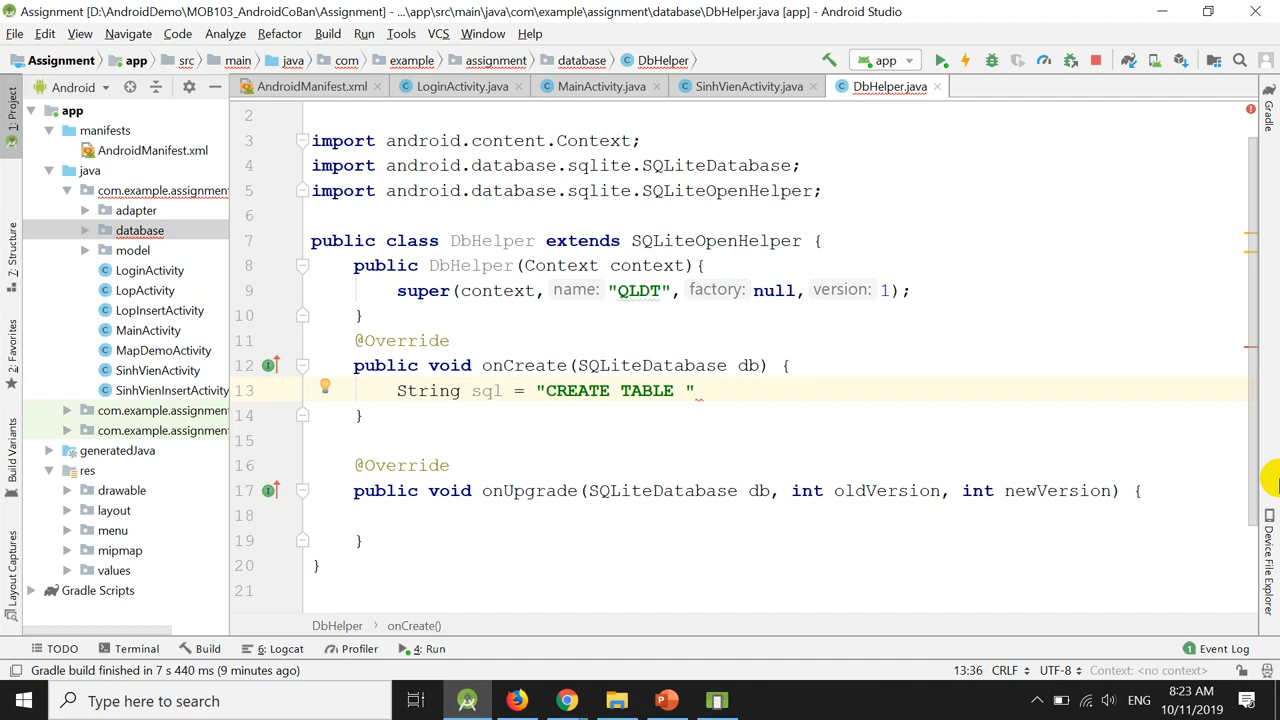 Assignment [D:\AndroidDemo\MOB103_AndroidCoBan\Assignment] - ...\app\src\main\java\com\example\assignment\database\DbHelper.java [app] - Android Studio
File Edit View Navigate Code Analyze Refactor Build Run Tools VCS Window Help
Assignment app src main java com example assignment database DbHelper app
Android AndroidManifest.xml LoginActivity.java MainActivity.java SinhVienActivity.java DbHelper.java
1: Project
7: Structure
2: Favorites
Build Variants
Layout Captures
app
manifests
AndroidManifest.xml
java
com.example.assignment
adapter
database
model
LoginActivity
LopActivity
LopInsertActivity
MainActivity
MapDemoActivity
SinhVienActivity
SinhVienInsertActivity
com.example.assignment
com.example.assignment
generatedJava
res
drawable
layout
menu
mipmap
values
Gradle Scripts
2
3 import android.content.Context;
4 import android.database.sqlite.SQLiteDatabase;
5 import android.database.sqlite.SQLiteOpenHelper;
6
7 public class DbHelper extends SQLiteOpenHelper {
8 public DbHelper(Context context){
9 super(context, name: "QLDT", factory: null, version: 1);
10 }
11 @Override
12 public void onCreate(SQLiteDatabase db) {
13 String sql = "CREATE TABLE "
14 }
15
16 @Override
17 public void onUpgrade(SQLiteDatabase db, int oldVersion, int newVersion) {
18
19 }
20 }
21
DbHelper onCreate()
Gradle
Device File Explorer
TODO Terminal Build 6: Logcat Profiler 4: Run 1 Event Log
Gradle build finished in 7 s 440 ms (9 minutes ago) 13:36 CRLF UTF-8 Context: <no context>
Type here to search ENG 8:23 AM
10/11/2019